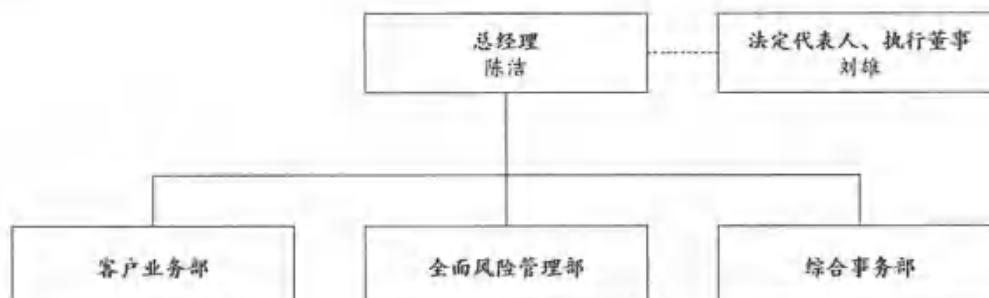 总经理
陈洁
法定代表人、执行董事
刘雄
客户业务部
全面风险管理部
综合事务部